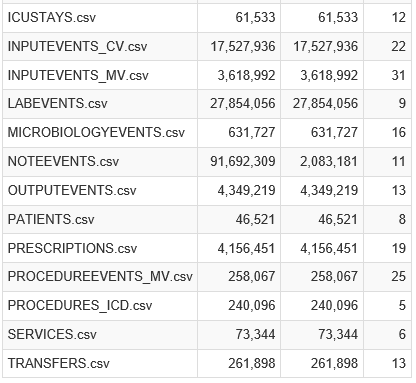 ICUSTAYS.csv 61,533 61,533 12
INPUTEVENTS_CV.csv 17,527,936 17,527,936 22
INPUTEVENTS_MV.csv 3,618,992 3,618,992 31
LABEVENTS.csv 27,854,056 27,854,056 9
MICROBIOLOGYEVENTS.csv 631,727 631,727 16
NOTEEVENTS.csv 91,692,309 2,083,181 11
OUTPUTEVENTS.csv 4,349,219 4,349,219 13
PATIENTS.csv 46,521 46,521 8
PRESCRIPTIONS.csv 4,156,451 4,156,451 19
PROCEDUREEVENTS_MV.csv 258,067 258,067 25
PROCEDURES_ICD.csv 240,096 240,096 5
SERVICES.csv 73,344 73,344 6
TRANSFERS.csv 261,898 261,898 13